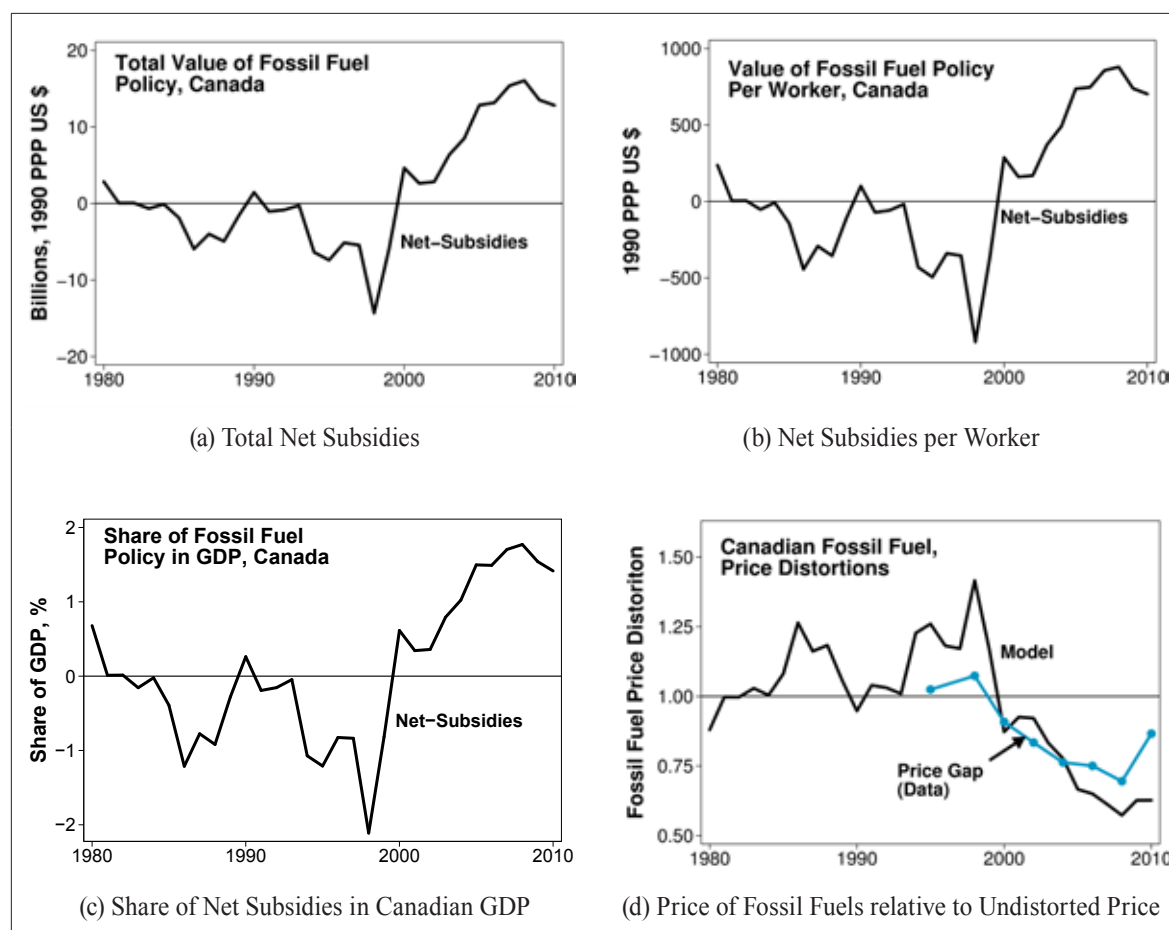 Total Value of Fossil Fuel
Policy, Canada
Billions, 1990 PPP US $
20
10
0
−10
−20
Net−Subsidies
1980
1990
2000
2010
(a) Total Net Subsidies
Value of Fossil Fuel Policy
Per Worker, Canada
1990 PPP US $
1000
500
0
−500
−1000
Net−Subsidies
1980
1990
2000
2010
(b) Net Subsidies per Worker
Share of Fossil Fuel
Policy in GDP, Canada
Share of GDP, %
2
1
0
−1
−2
Net−Subsidies
1980
1990
2000
2010
(c) Share of Net Subsidies in Canadian GDP
Canadian Fossil Fuel,
Price Distortions
Fossil Fuel Price Distoriton
1.50
1.25
1.00
0.75
0.50
Model
Price Gap
(Data)
1980
1990
2000
2010
(d) Price of Fossil Fuels relative to Undistorted Price